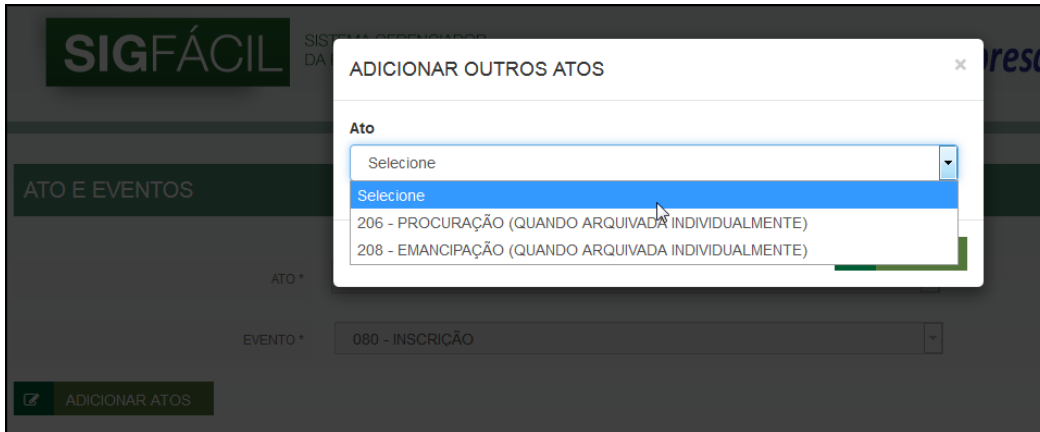 SIGFÁCIL
ADICIONAR OUTROS ATOS
×
Ato
Selecione
Selecione
206 - PROCURAÇÃO (QUANDO ARQUIVADA INDIVIDUALMENTE)
208 - EMANCIPAÇÃO (QUANDO ARQUIVADA INDIVIDUALMENTE)
ATO E EVENTOS
ATO *
EVENTO *
080 - INSCRIÇÃO
ADICIONAR ATOS